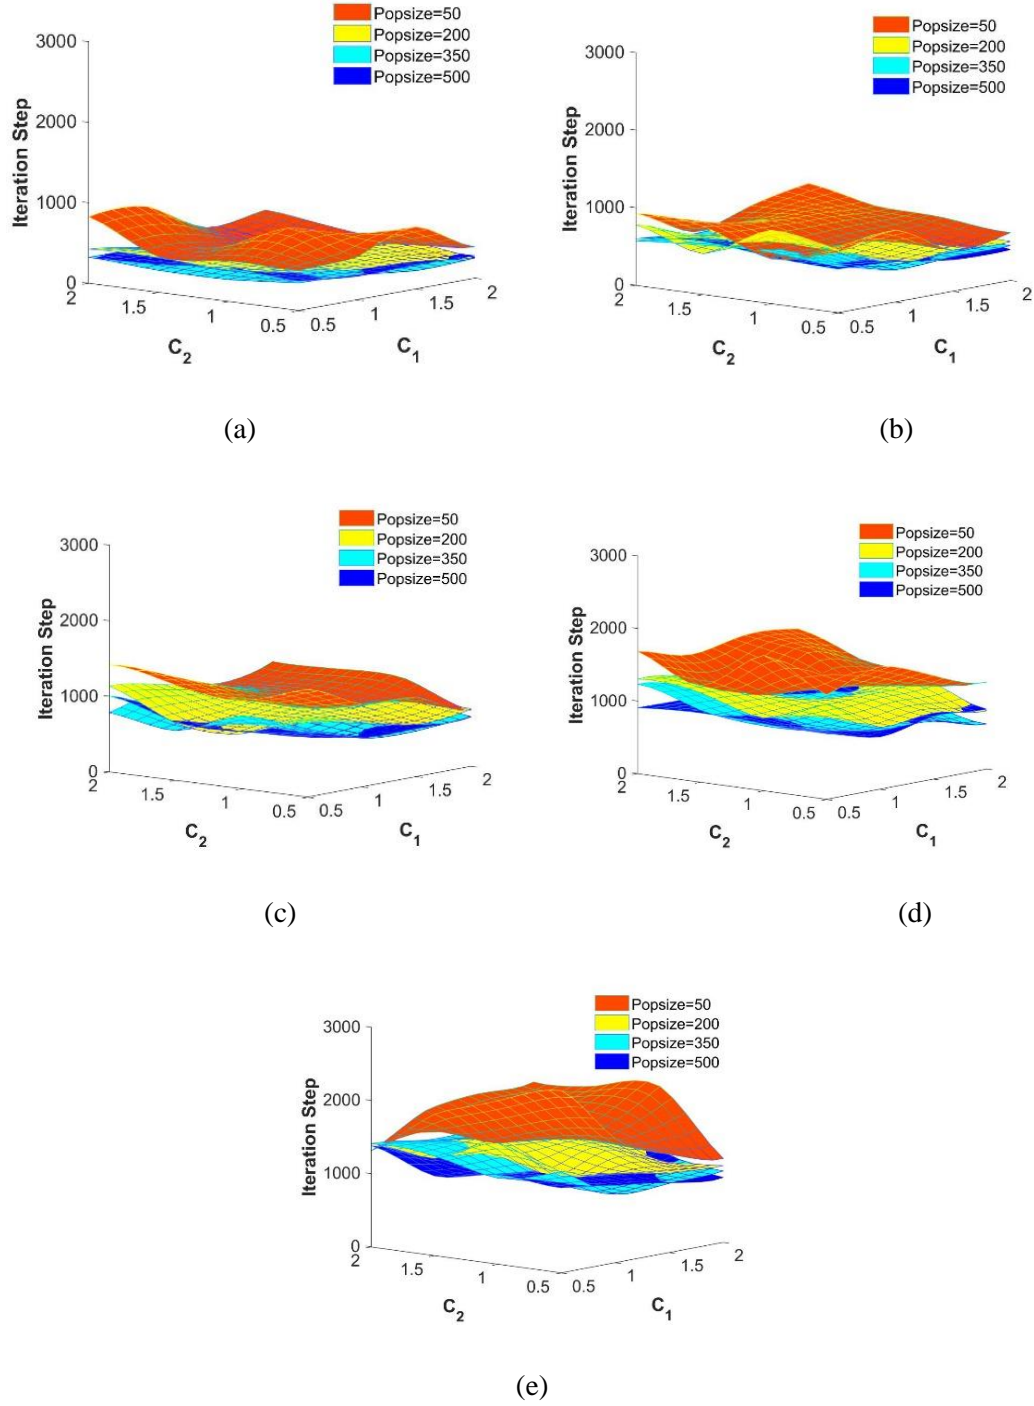 Popsize=50
Popsize=200
Popsize=350
Popsize=500
3000
2000
1000
0
Iteration Step
2
1.5
1
0.5
C2
0.5
1
1.5
2
C1
(a)
Popsize=50
Popsize=200
Popsize=350
Popsize=500
3000
2000
1000
0
Iteration Step
2
1.5
1
0.5
C2
0.5
1
1.5
2
C1
(b)
Popsize=50
Popsize=200
Popsize=350
Popsize=500
3000
2000
1000
0
Iteration Step
2
1.5
1
0.5
C2
0.5
1
1.5
2
C1
(c)
Popsize=50
Popsize=200
Popsize=350
Popsize=500
3000
2000
1000
0
Iteration Step
2
1.5
1
0.5
C2
0.5
1
1.5
2
C1
(d)
Popsize=50
Popsize=200
Popsize=350
Popsize=500
3000
2000
1000
0
Iteration Step
2
1.5
1
0.5
C2
0.5
1
1.5
2
C1
(e)